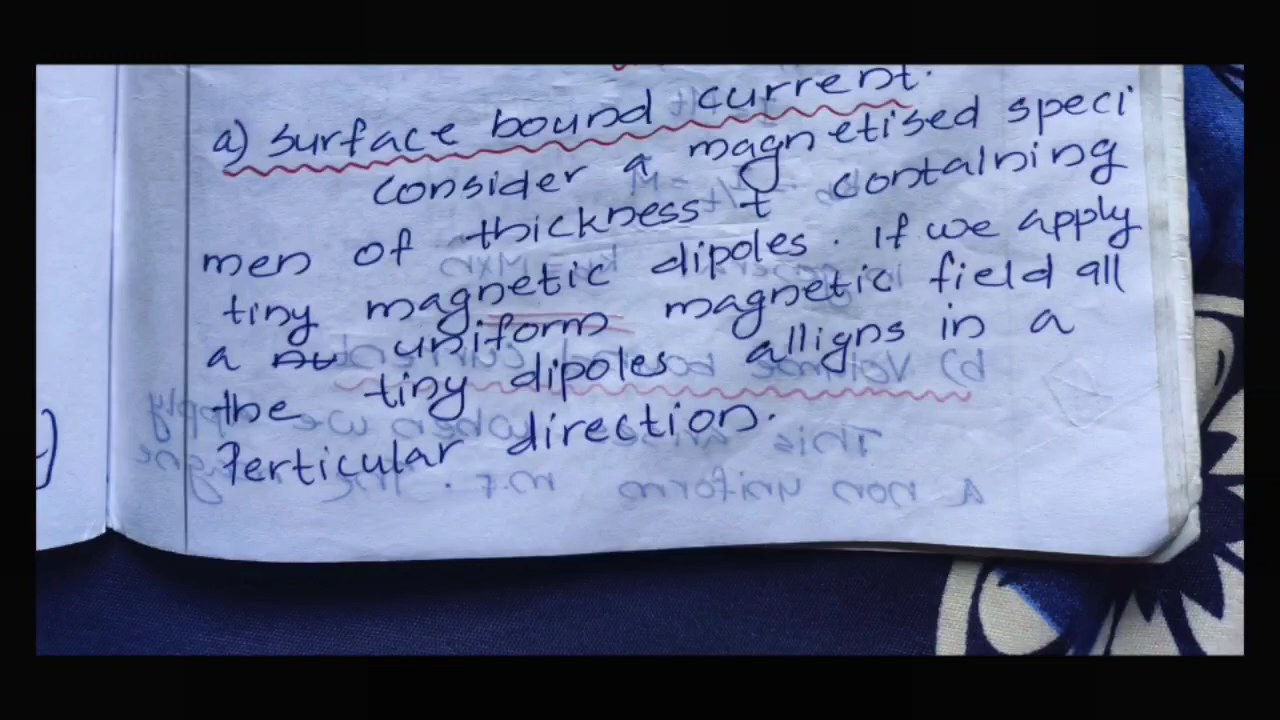 a) surface bound current.
consider a magnetised speci
men of thickness t containing
tiny magnetic dipoles. If we apply
a uniform magnetic field all
the tiny dipoles alligns in a
Perticular direction.